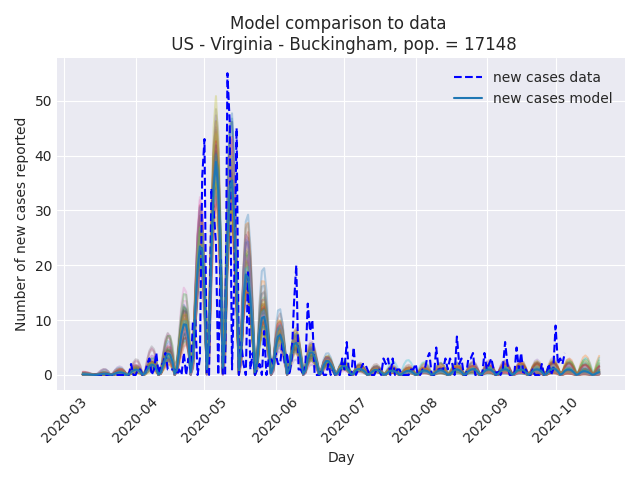 Model comparison to data
US - Virginia - Buckingham, pop. = 17148
new cases data
new cases model
Number of new cases reported
50
40
30
20
10
0
2020-03
2020-04
2020-05
2020-06
2020-07
2020-08
2020-09
2020-10
Day